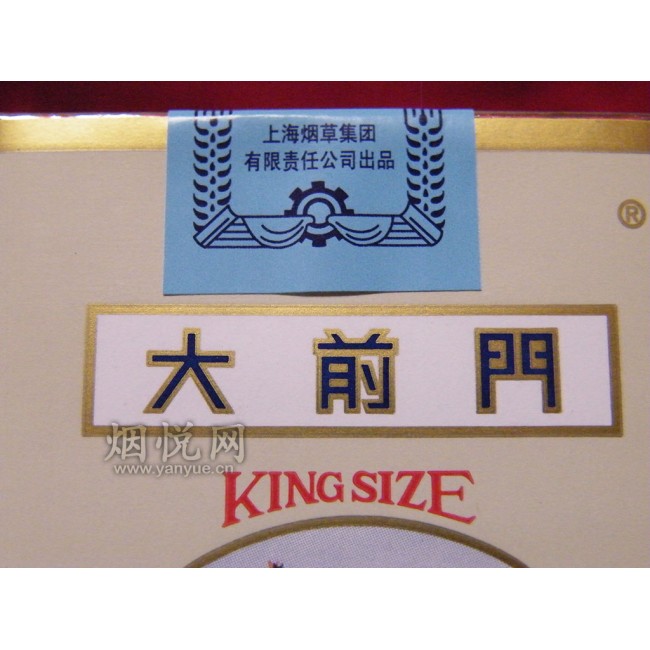 上海烟草集团
有限责任公司出品
®
大前門
烟悦网
www.yanyue.cn
KING SIZE